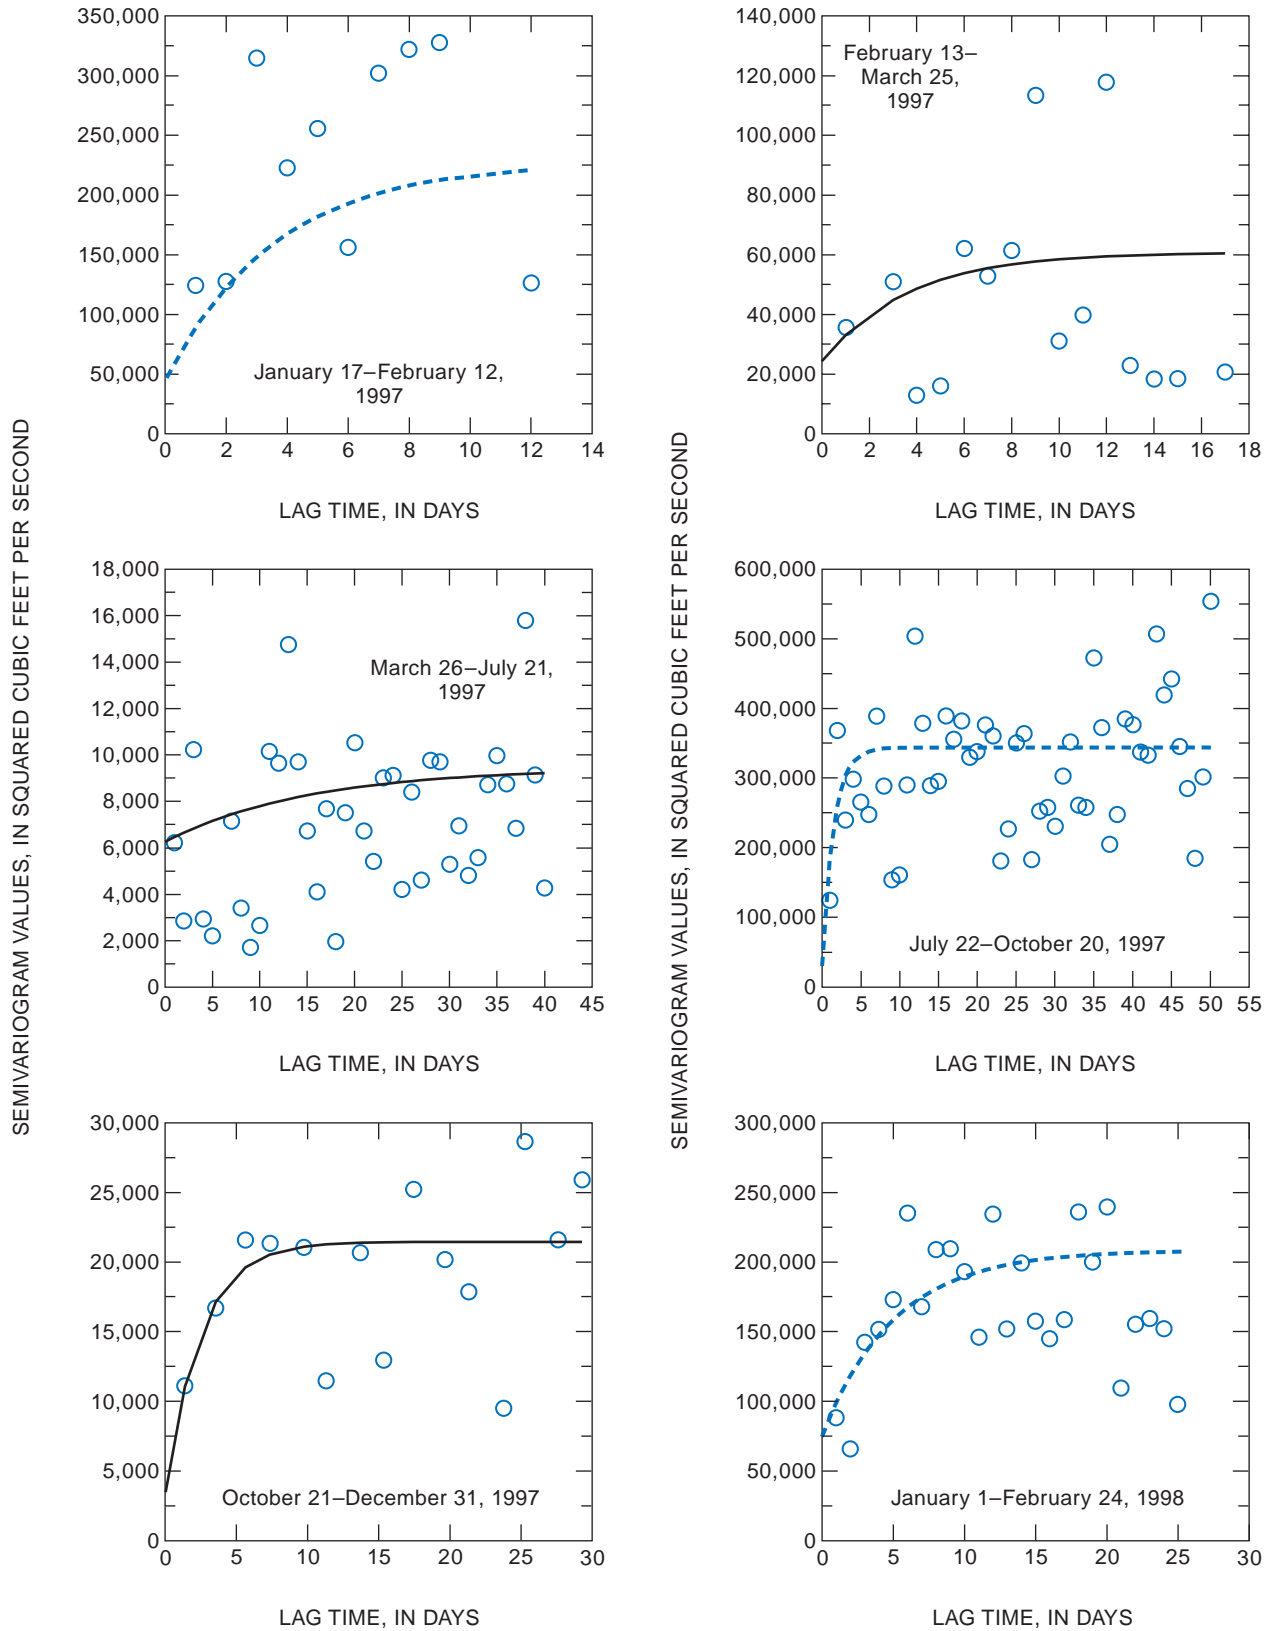 SEMIVARIOGRAM VALUES, IN SQUARED CUBIC FEET PER SECOND
350,000
300,000
250,000
200,000
150,000
100,000
50,000
0
January 17–February 12,
1997
0 2 4 6 8 10 12 14
LAG TIME, IN DAYS
SEMIVARIOGRAM VALUES, IN SQUARED CUBIC FEET PER SECOND
140,000
120,000
100,000
80,000
60,000
40,000
20,000
0
February 13–
March 25,
1997
0 2 4 6 8 10 12 14 16 18
LAG TIME, IN DAYS
18,000
16,000
14,000
12,000
10,000
8,000
6,000
4,000
2,000
0
March 26–July 21,
1997
0 5 10 15 20 25 30 35 40 45
LAG TIME, IN DAYS
600,000
500,000
400,000
300,000
200,000
100,000
0
July 22–October 20, 1997
0 5 10 15 20 25 30 35 40 45 50 55
LAG TIME, IN DAYS
30,000
25,000
20,000
15,000
10,000
5,000
0
October 21–December 31, 1997
0 5 10 15 20 25 30
LAG TIME, IN DAYS
300,000
250,000
200,000
150,000
100,000
50,000
0
January 1–February 24, 1998
0 5 10 15 20 25 30
LAG TIME, IN DAYS